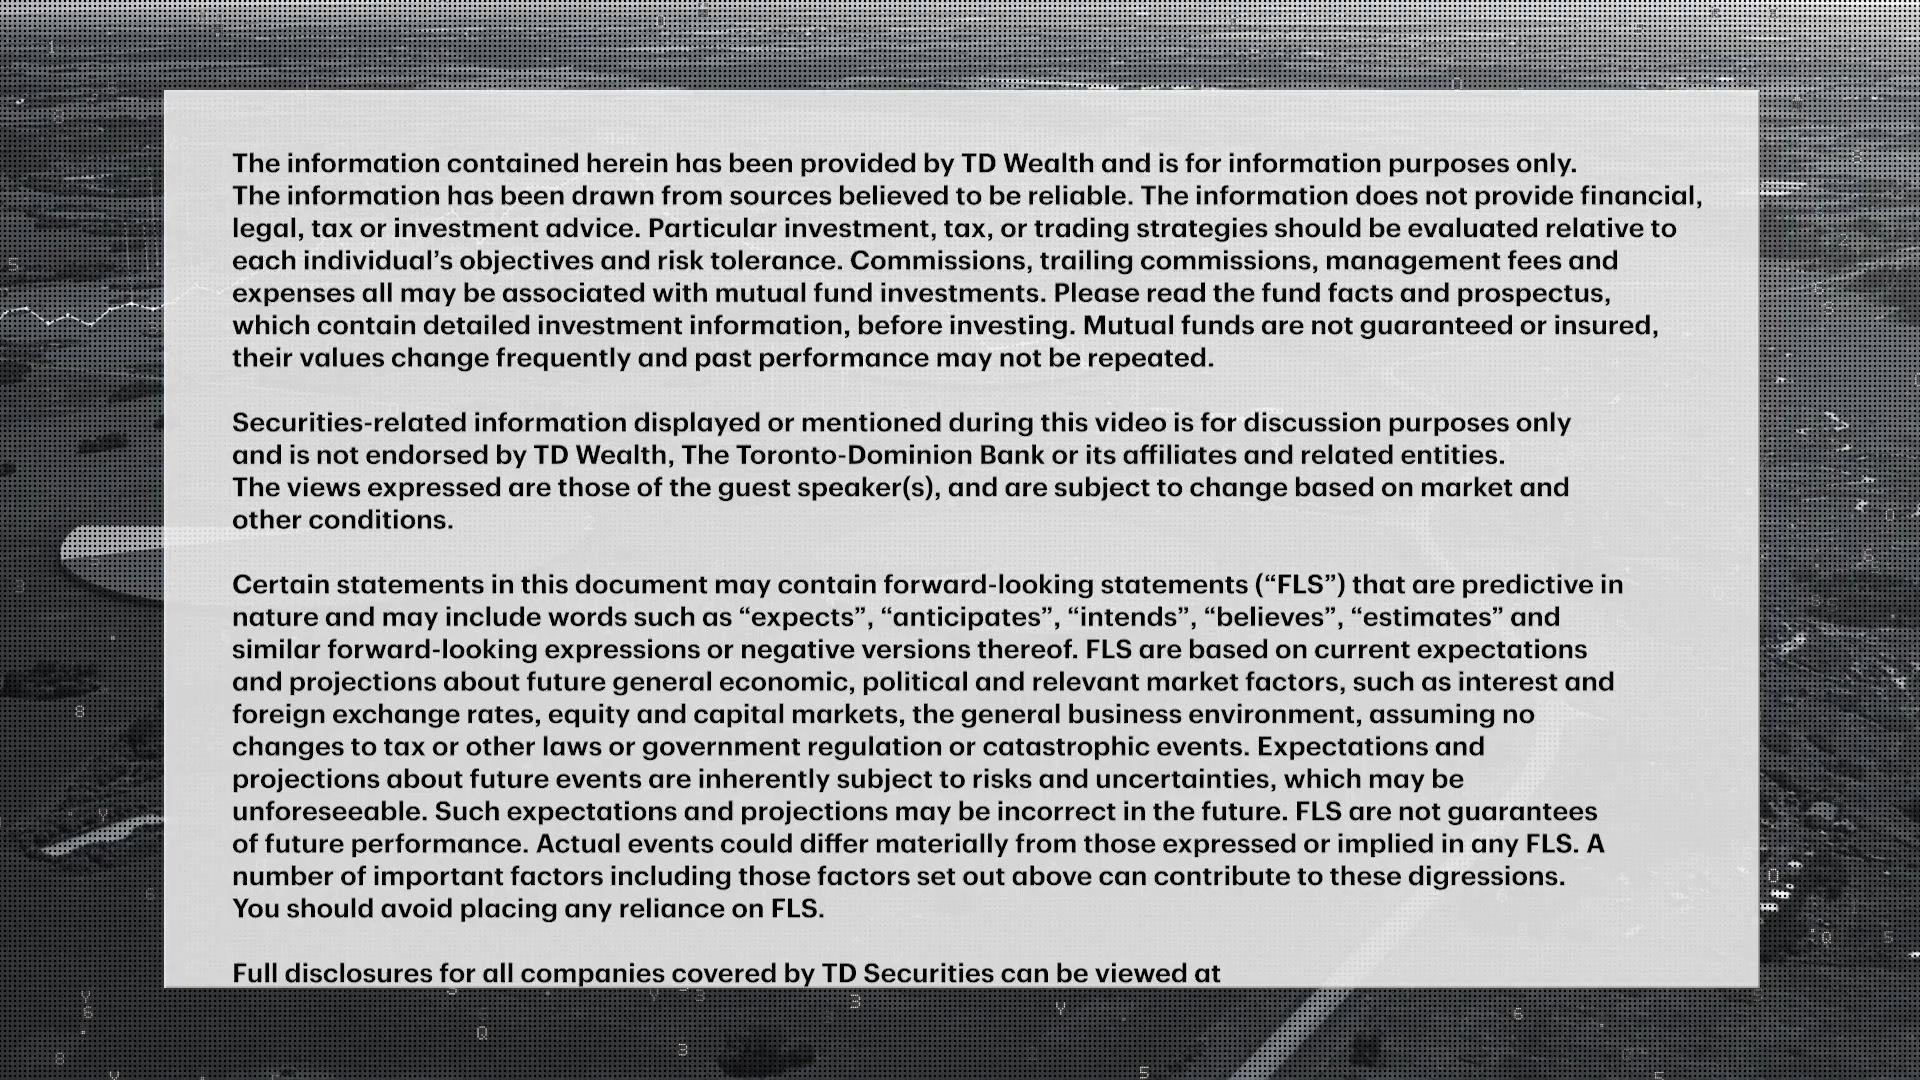 The information contained herein has been provided by TD Wealth and is for information purposes only.
The information has been drawn from sources believed to be reliable. The information does not provide financial,
legal, tax or investment advice. Particular investment, tax, or trading strategies should be evaluated relative to
each individual’s objectives and risk tolerance. Commissions, trailing commissions, management fees and
expenses all may be associated with mutual fund investments. Please read the fund facts and prospectus,
which contain detailed investment information, before investing. Mutual funds are not guaranteed or insured,
their values change frequently and past performance may not be repeated.
Securities-related information displayed or mentioned during this video is for discussion purposes only
and is not endorsed by TD Wealth, The Toronto-Dominion Bank or its affiliates and related entities.
The views expressed are those of the guest speaker(s), and are subject to change based on market and
other conditions.
Certain statements in this document may contain forward-looking statements (“FLS”) that are predictive in
nature and may include words such as “expects”, “anticipates”, “intends”, “believes”, “estimates” and
similar forward-looking expressions or negative versions thereof. FLS are based on current expectations
and projections about future general economic, political and relevant market factors, such as interest and
foreign exchange rates, equity and capital markets, the general business environment, assuming no
changes to tax or other laws or government regulation or catastrophic events. Expectations and
projections about future events are inherently subject to risks and uncertainties, which may be
unforeseeable. Such expectations and projections may be incorrect in the future. FLS are not guarantees
of future performance. Actual events could differ materially from those expressed or implied in any FLS. A
number of important factors including those factors set out above can contribute to these digressions.
You should avoid placing any reliance on FLS.
Full disclosures for all companies covered by TD Securities can be viewed at